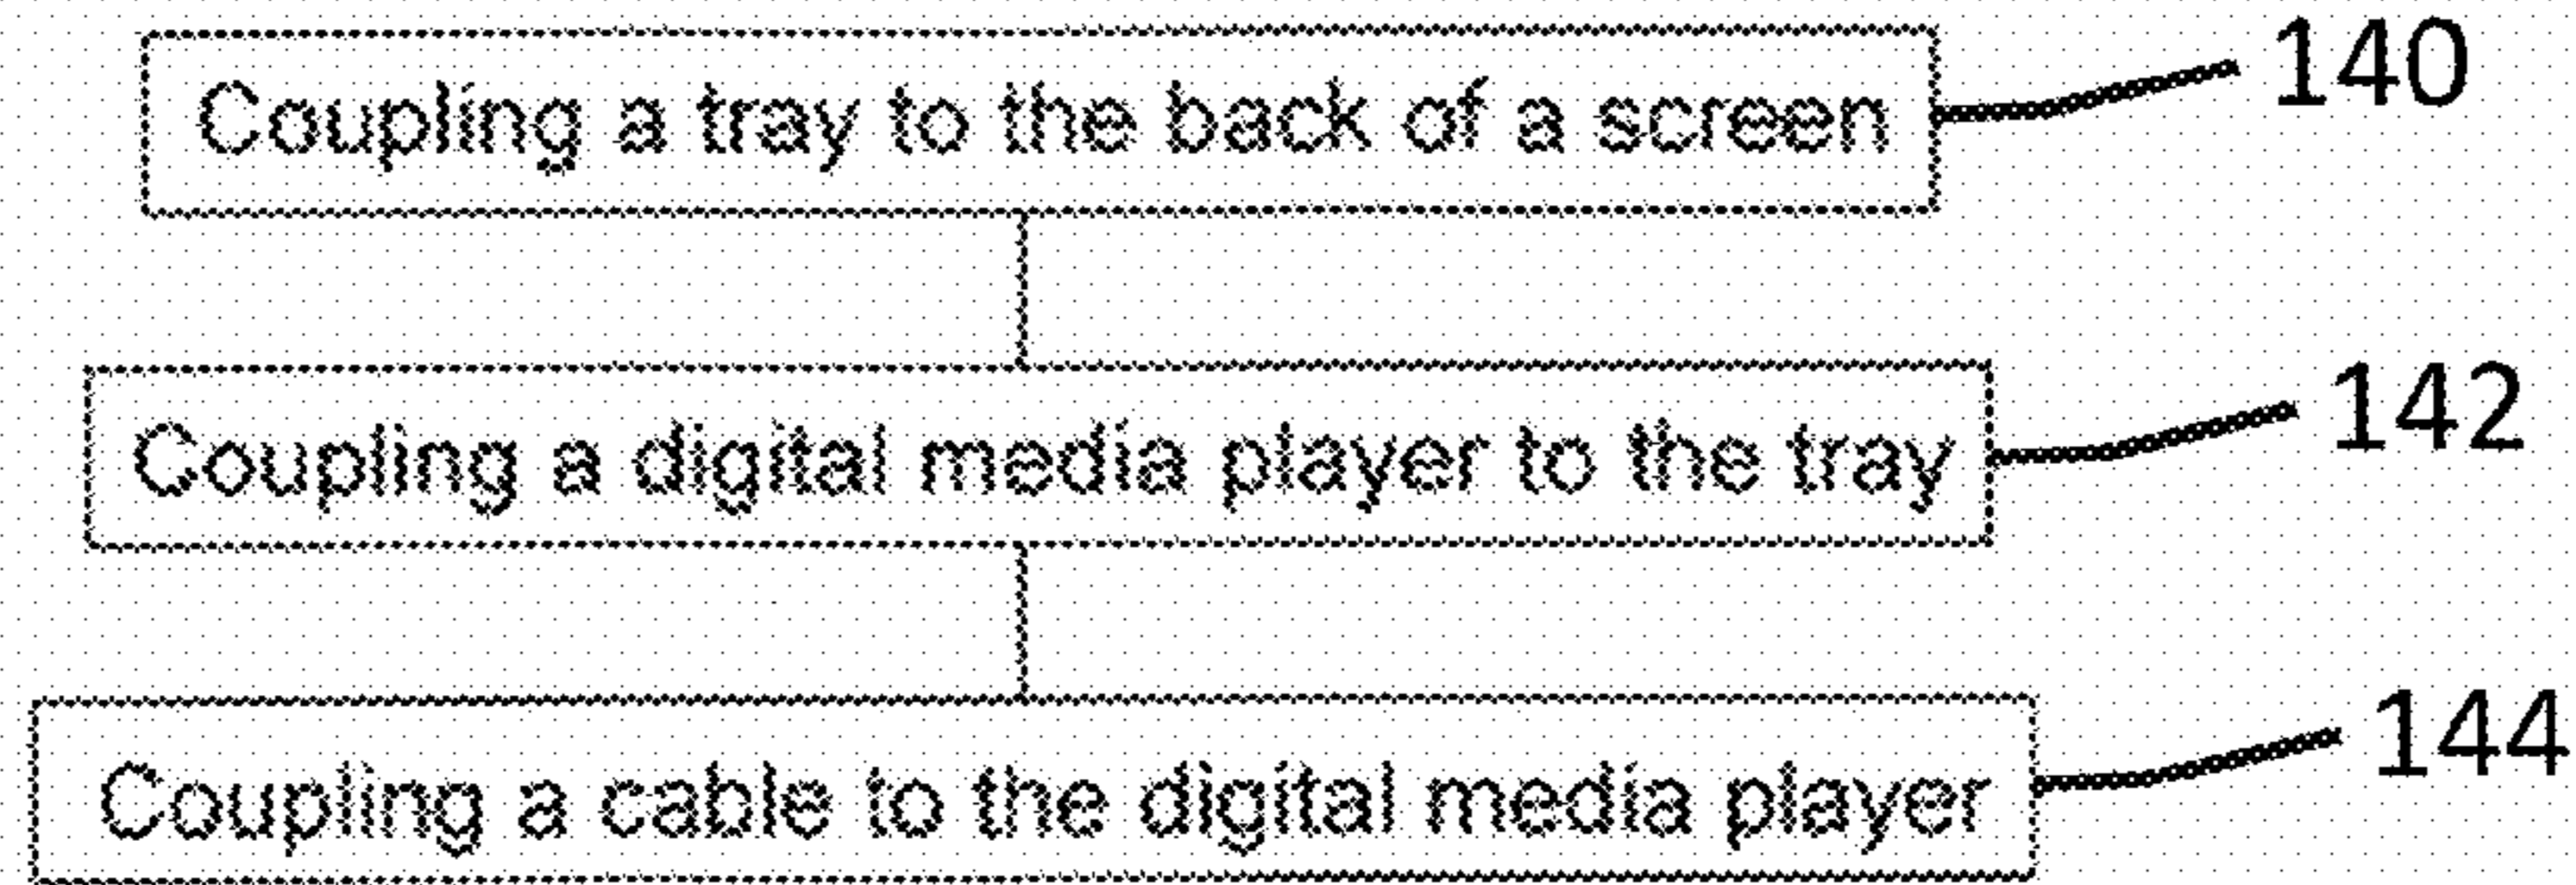 Coupling a tray to the back of a screen 140
Coupling a digital media player to the tray 142
Coupling a cable to the digital media player 144